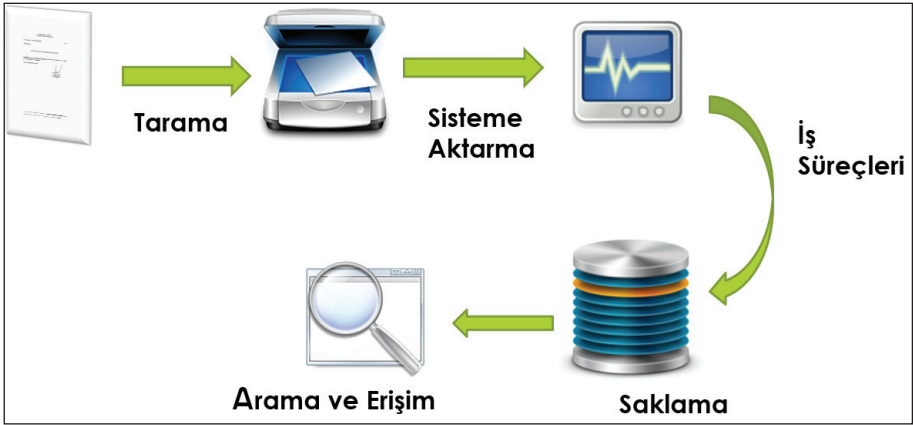 Tarama
Sisteme
Aktarma
İş
Süreçleri
Arama ve Erişim
Saklama